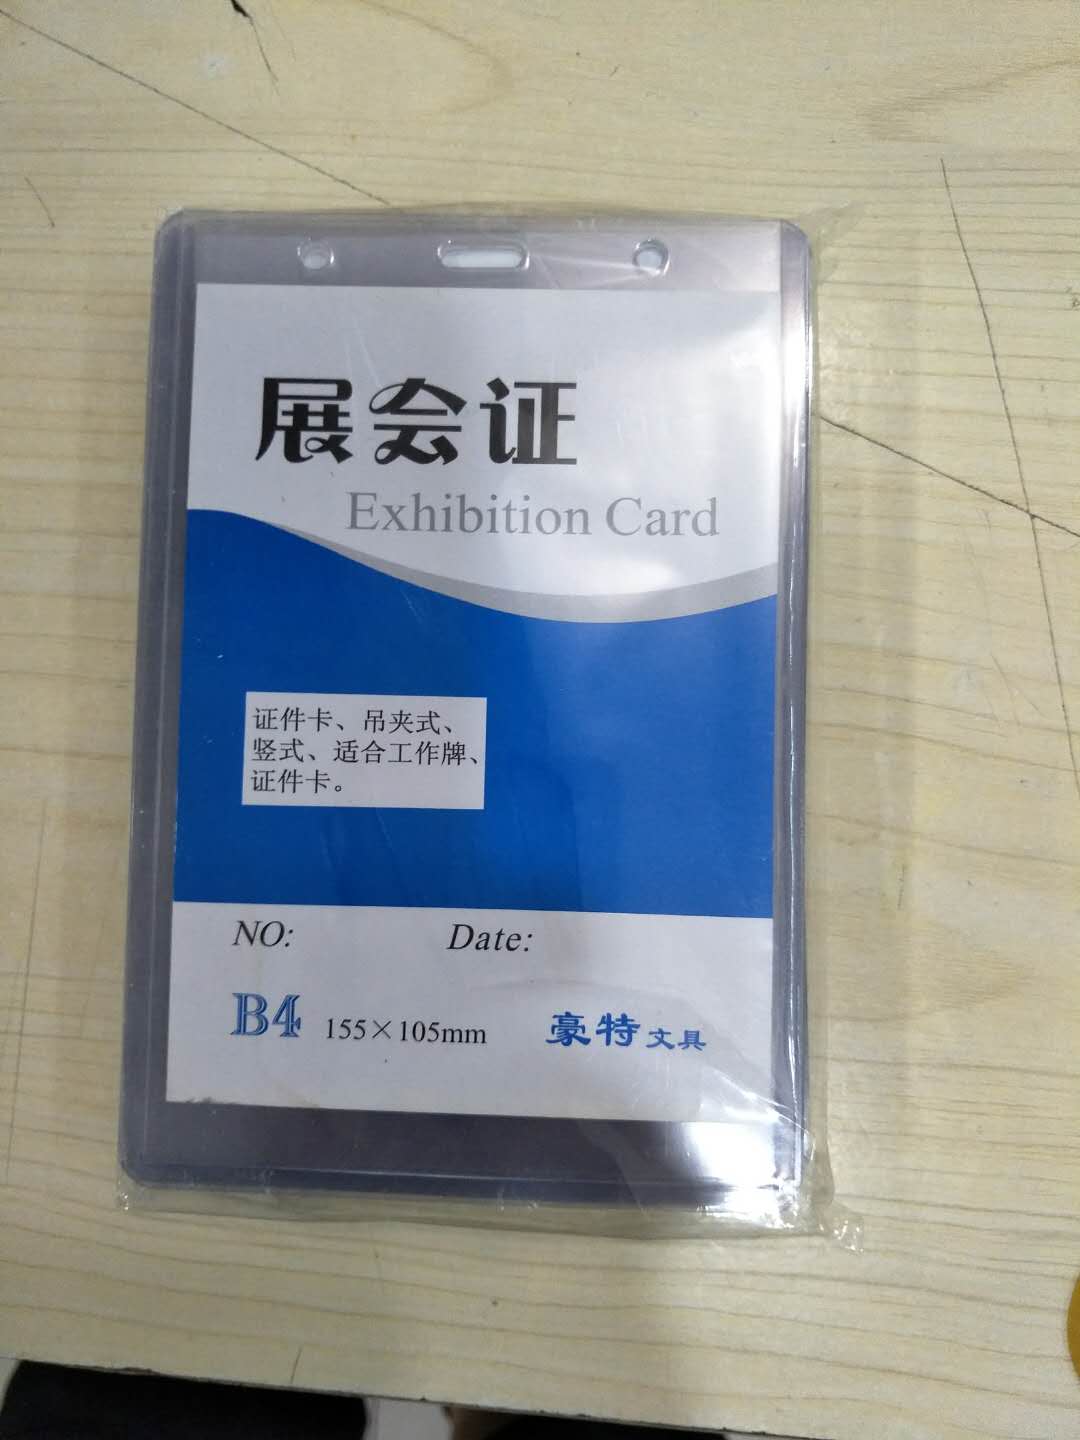 展会证
Exhibition Card
证件卡、吊夹式、
竖式、适合工作牌、
证件卡。
NO: Date:
B4 155×105mm 豪特文具